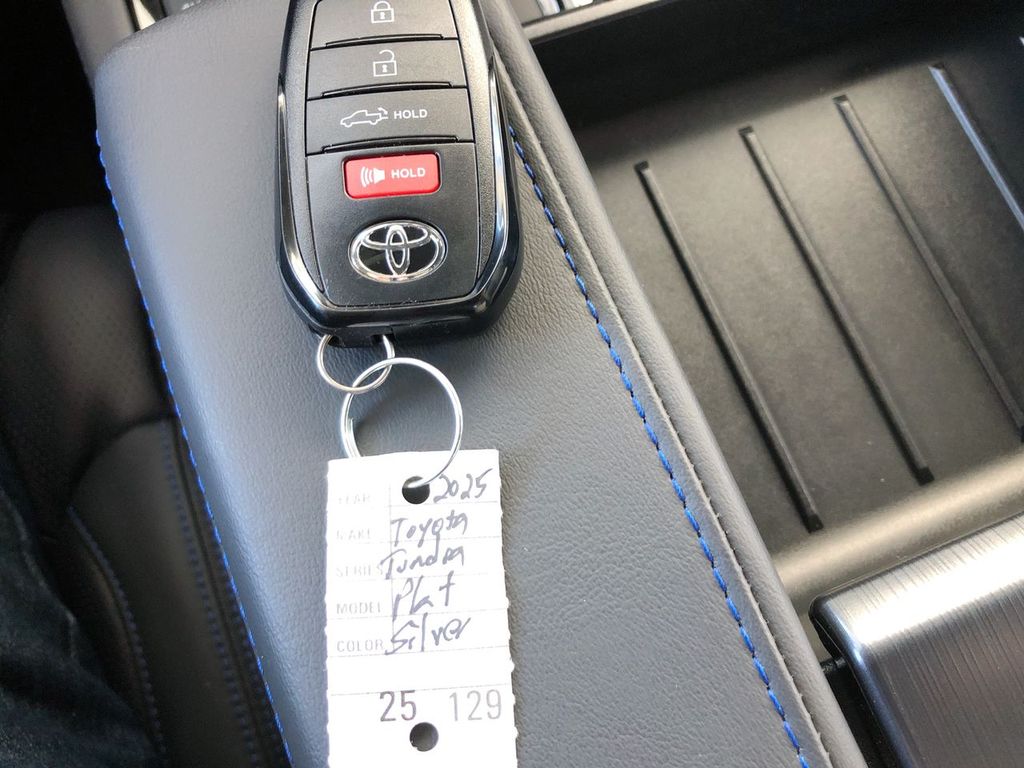 HOLD
HOLD
YEAR 2025
MAKE Toyota
SERIES Tundra
MODEL Plat
COLOR Silver
25 129